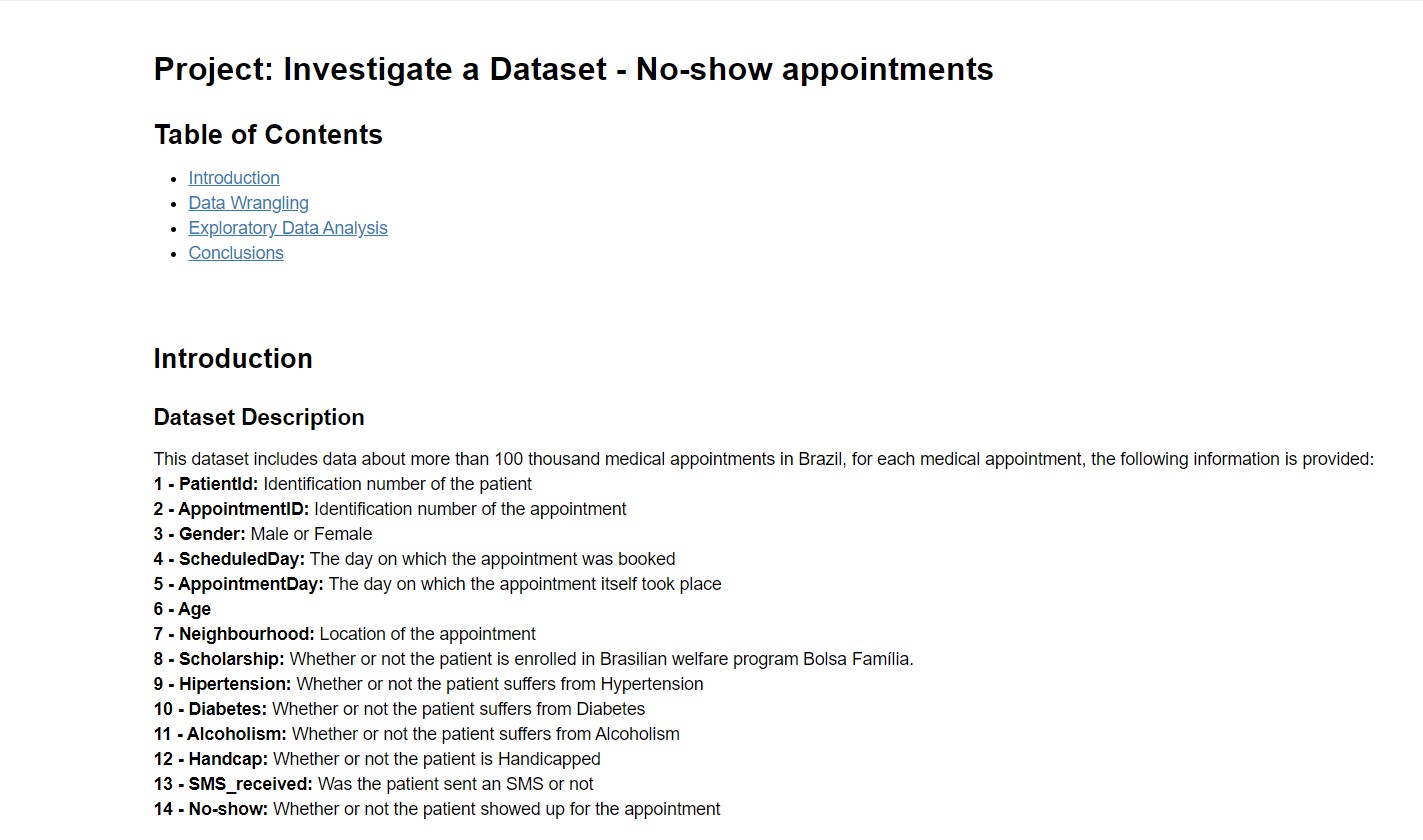 Project: Investigate a Dataset - No-show appointments
Table of Contents
Introduction
Data Wrangling
Exploratory Data Analysis
Conclusions
Introduction
Dataset Description
This dataset includes data about more than 100 thousand medical appointments in Brazil, for each medical appointment, the following information is provided:
1 - PatientId: Identification number of the patient
2 - AppointmentID: Identification number of the appointment
3 - Gender: Male or Female
4 - ScheduledDay: The day on which the appointment was booked
5 - AppointmentDay: The day on which the appointment itself took place
6 - Age
7 - Neighbourhood: Location of the appointment
8 - Scholarship: Whether or not the patient is enrolled in Brasilian welfare program Bolsa Família.
9 - Hipertension: Whether or not the patient suffers from Hypertension
10 - Diabetes: Whether or not the patient suffers from Diabetes
11 - Alcoholism: Whether or not the patient suffers from Alcoholism
12 - Handcap: Whether or not the patient is Handicapped
13 - SMS_received: Was the patient sent an SMS or not
14 - No-show: Whether or not the patient showed up for the appointment